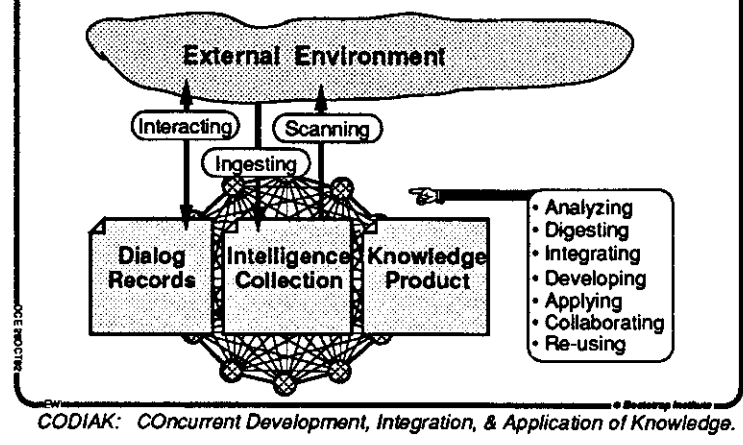 External Environment
Interacting
Scanning
Ingesting
Dialog
Records
Intelligence
Collection
Knowledge
Product
• Analyzing
• Digesting
• Integrating
• Developing
• Applying
• Collaborating
• Re-using
© Bootstrap Institute
CODIAK: COncurrent Development, Integration, & Application of Knowledge.